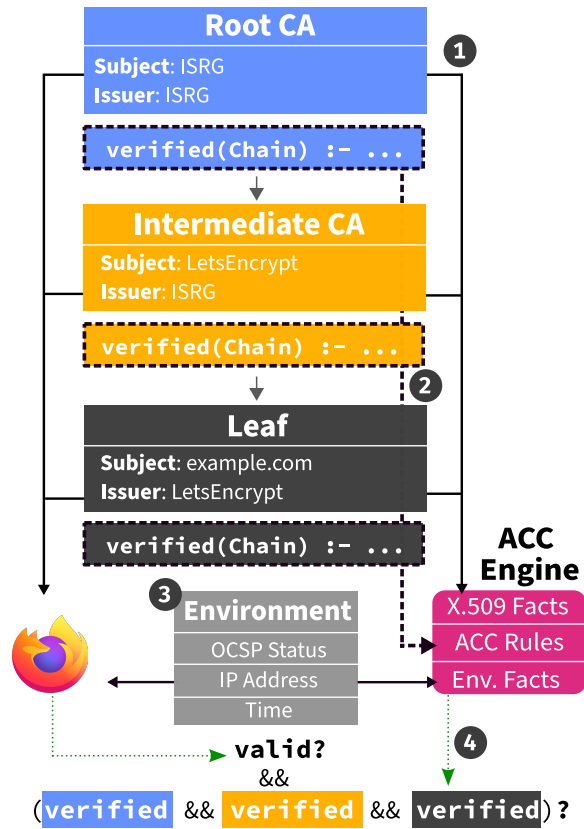 Root CA
1
Subject: ISRG
Issuer: ISRG
verified(Chain) :- ...
Intermediate CA
Subject: LetsEncrypt
Issuer: ISRG
verified(Chain) :- ...
2
Leaf
Subject: example.com
Issuer: LetsEncrypt
verified(Chain) :- ...
ACC
Engine
3
Environment
OCSP Status
IP Address
Time
X.509 Facts
ACC Rules
Env. Facts
4
valid?
&&
(verified && verified && verified)?